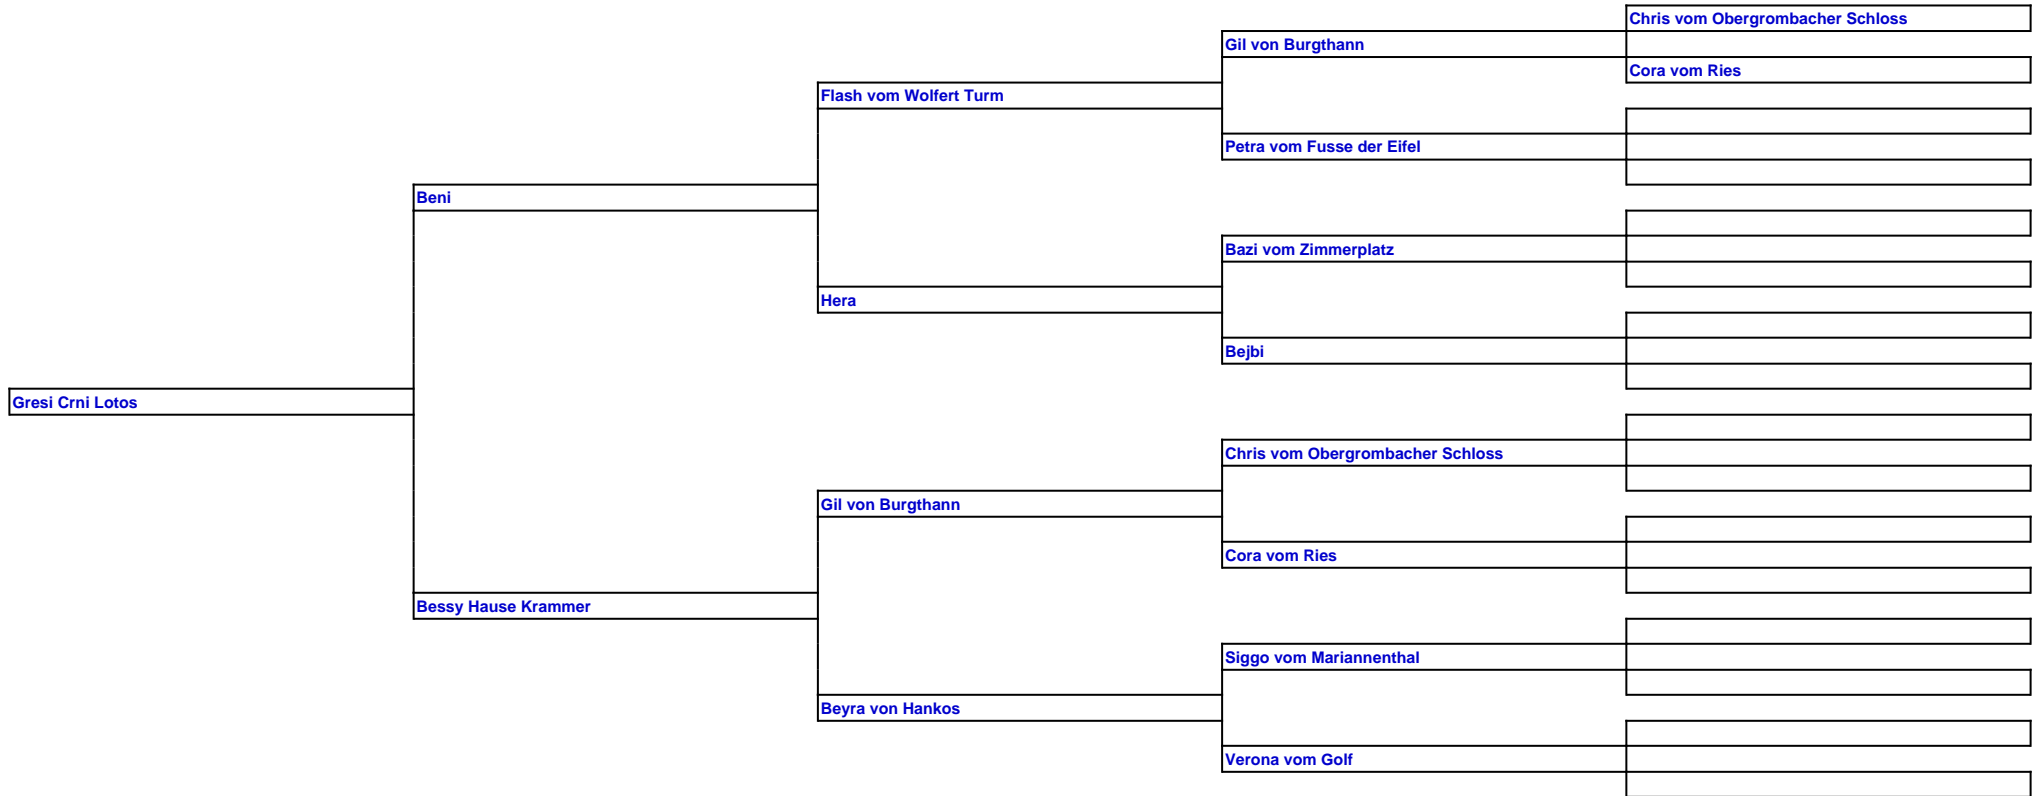 Chris vom Obergrombacher Schloss
Gil von Burgthann
Cora vom Ries
Flash vom Wolfert Turm
Petra vom Fusse der Eifel
Beni
Bazi vom Zimmerplatz
Hera
Bejbi
Gresi Crni Lotos
Chris vom Obergrombacher Schloss
Gil von Burgthann
Cora vom Ries
Bessy Hause Krammer
Siggo vom Mariannenthal
Beyra von Hankos
Verona vom Golf